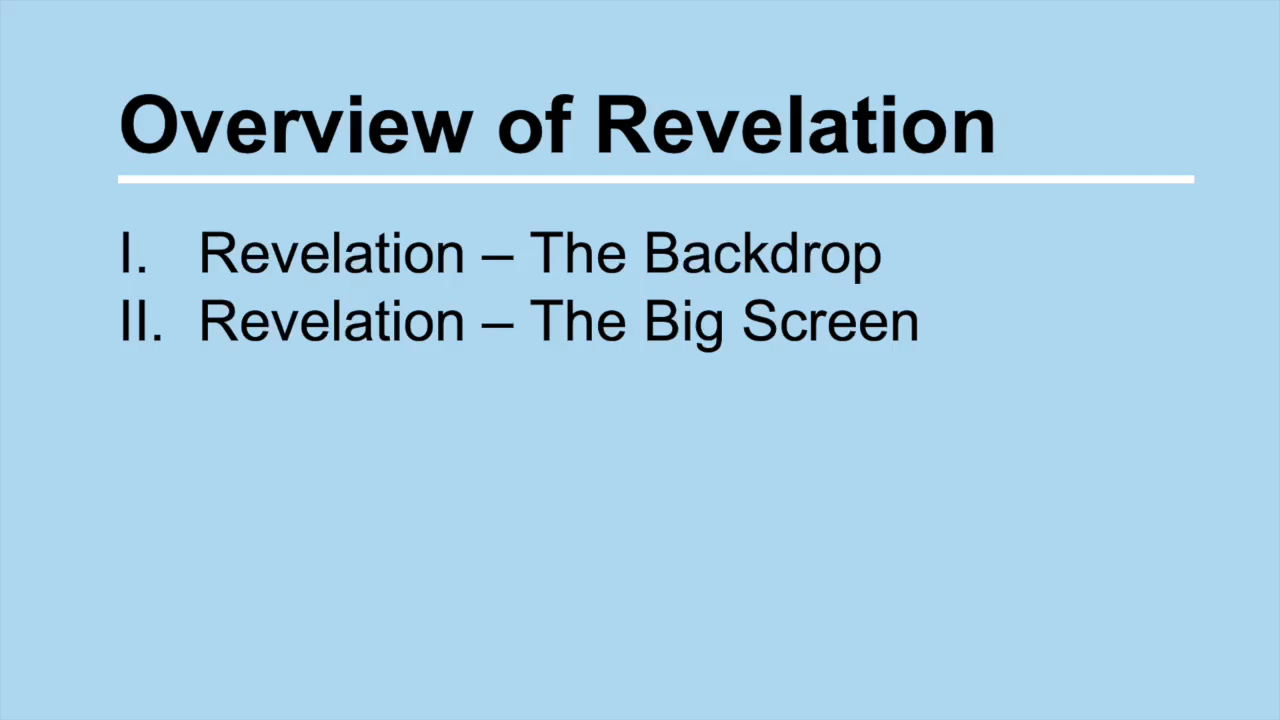 Overview of Revelation
I. Revelation – The Backdrop
II. Revelation – The Big Screen